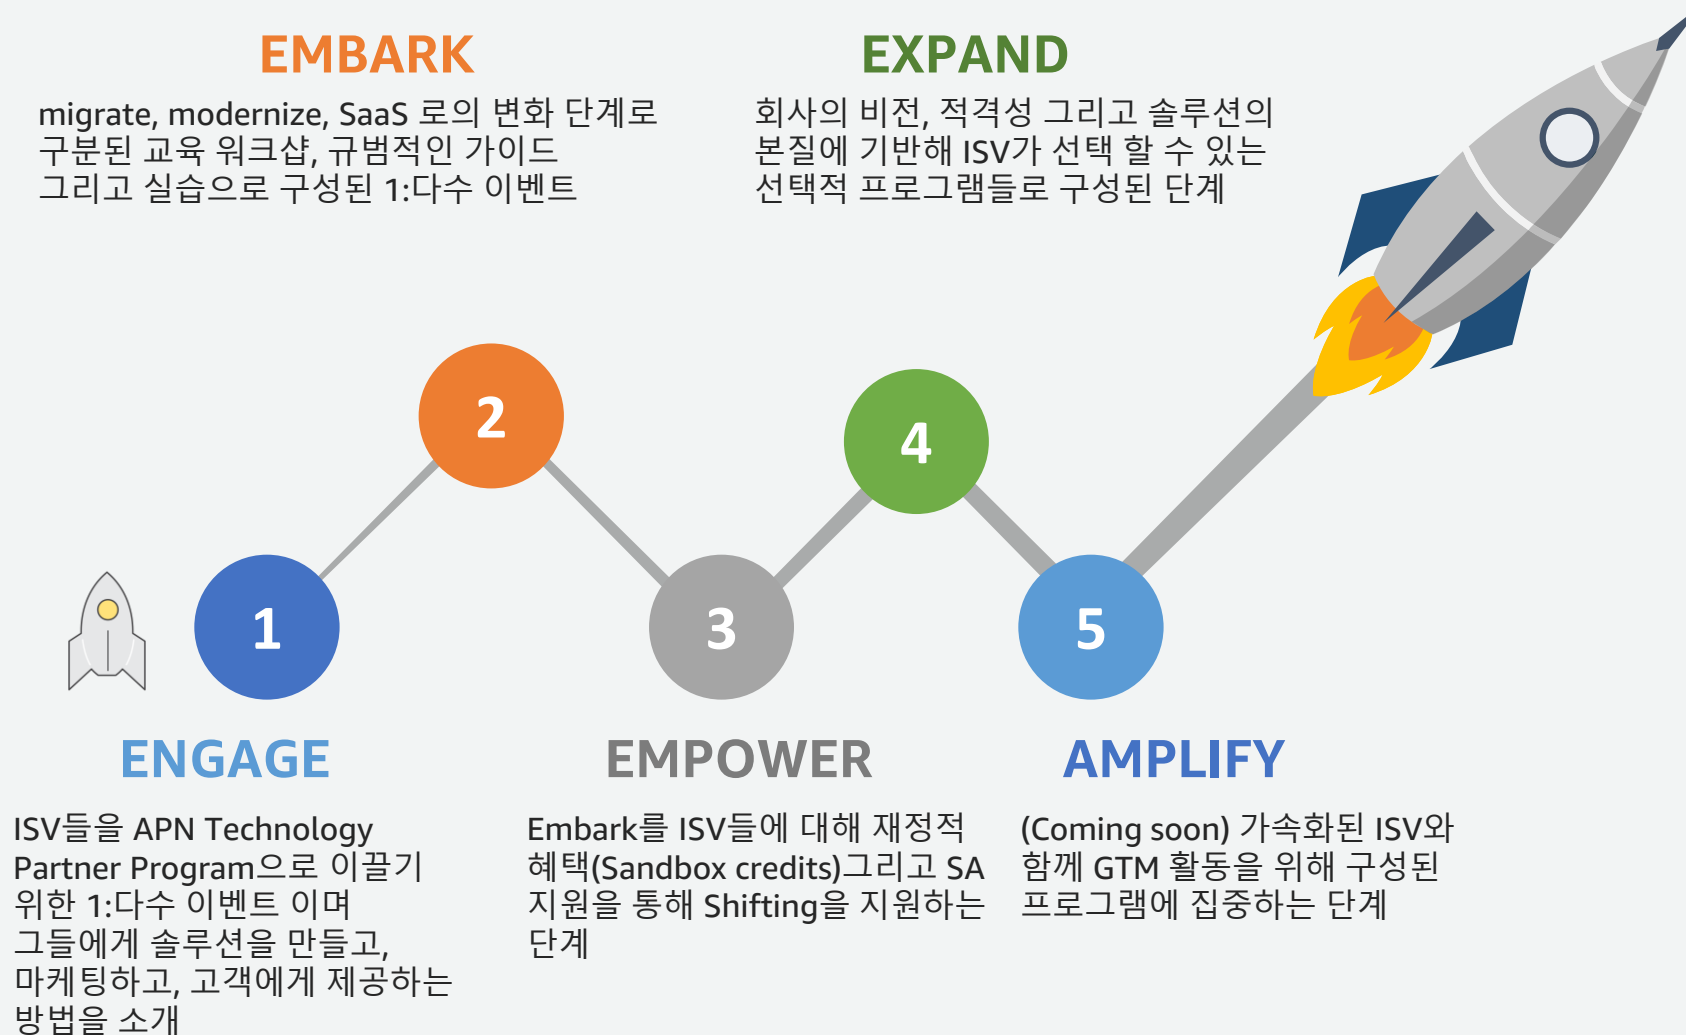 EMBARK
migrate, modernize, SaaS 로의 변화 단계로
구분된 교육 워크샵, 규범적인 가이드
그리고 실습으로 구성된 1:다수 이벤트
EXPAND
회사의 비전, 적격성 그리고 솔루션의
본질에 기반해 ISV가 선택 할 수 있는
선택적 프로그램들로 구성된 단계
2
4
1
3
5
ENGAGE
ISV들을 APN Technology
Partner Program으로 이끌기
위한 1:다수 이벤트 이며
그들에게 솔루션을 만들고,
마케팅하고, 고객에게 제공하는
방법을 소개
EMPOWER
Embark를 ISV들에 대해 재정적
혜택(Sandbox credits)그리고 SA
지원을 통해 Shifting을 지원하는
단계
AMPLIFY
(Coming soon) 가속화된 ISV와
함께 GTM 활동을 위해 구성된
프로그램에 집중하는 단계